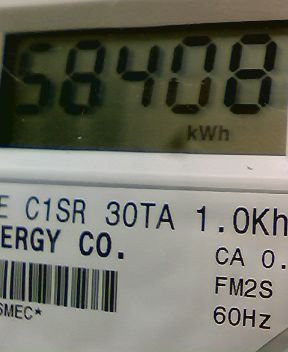 58408
kWh
E C1SR 30TA 1.0Kh
ERGY CO.
CA 0.
FM2S
60Hz
SMEC*